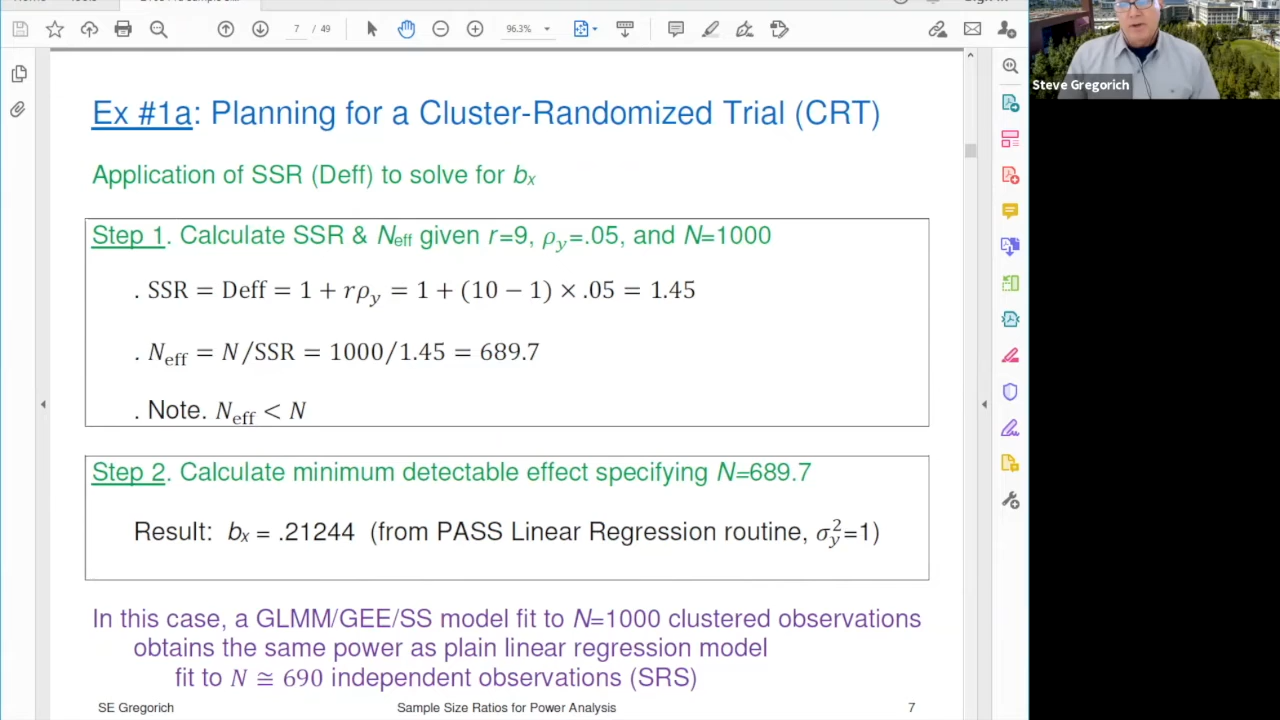 7 / 49
96.3%
Steve Gregorich
Ex #1a: Planning for a Cluster-Randomized Trial (CRT)
Application of SSR (Deff) to solve for bₓ
Step 1. Calculate SSR & Neff given r=9, ρy=.05, and N=1000
. SSR = Deff = 1 + rρy = 1 + (10 − 1) × .05 = 1.45
. Neff = N/SSR = 1000/1.45 = 689.7
. Note. Neff < N
Step 2. Calculate minimum detectable effect specifying N=689.7
Result: bₓ = .21244 (from PASS Linear Regression routine, σ²y=1)
In this case, a GLMM/GEE/SS model fit to N=1000 clustered observations
obtains the same power as plain linear regression model
fit to N ≅ 690 independent observations (SRS)
SE Gregorich
Sample Size Ratios for Power Analysis
7